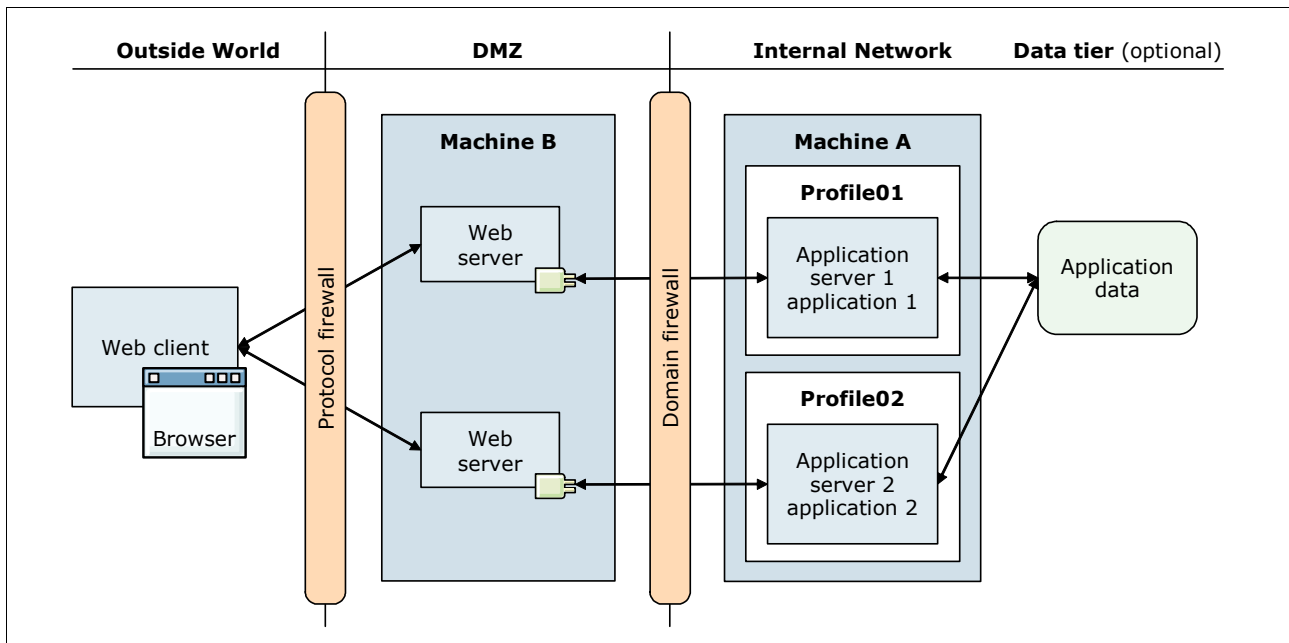 Outside World
DMZ
Internal Network
Data tier (optional)
Protocol firewall
Domain firewall
Machine B
Machine A
Web client
Browser
Web
server
Web
server
Profile01
Application
server 1
application 1
Profile02
Application
server 2
application 2
Application
data